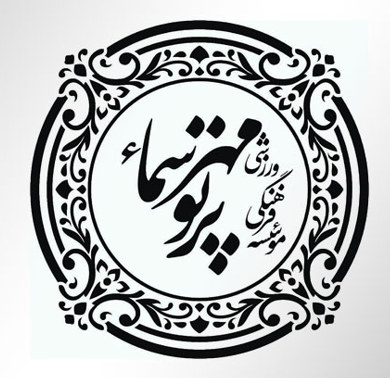 مؤسسه
فرهنگی
ورزشی
پرتو مهر سماء